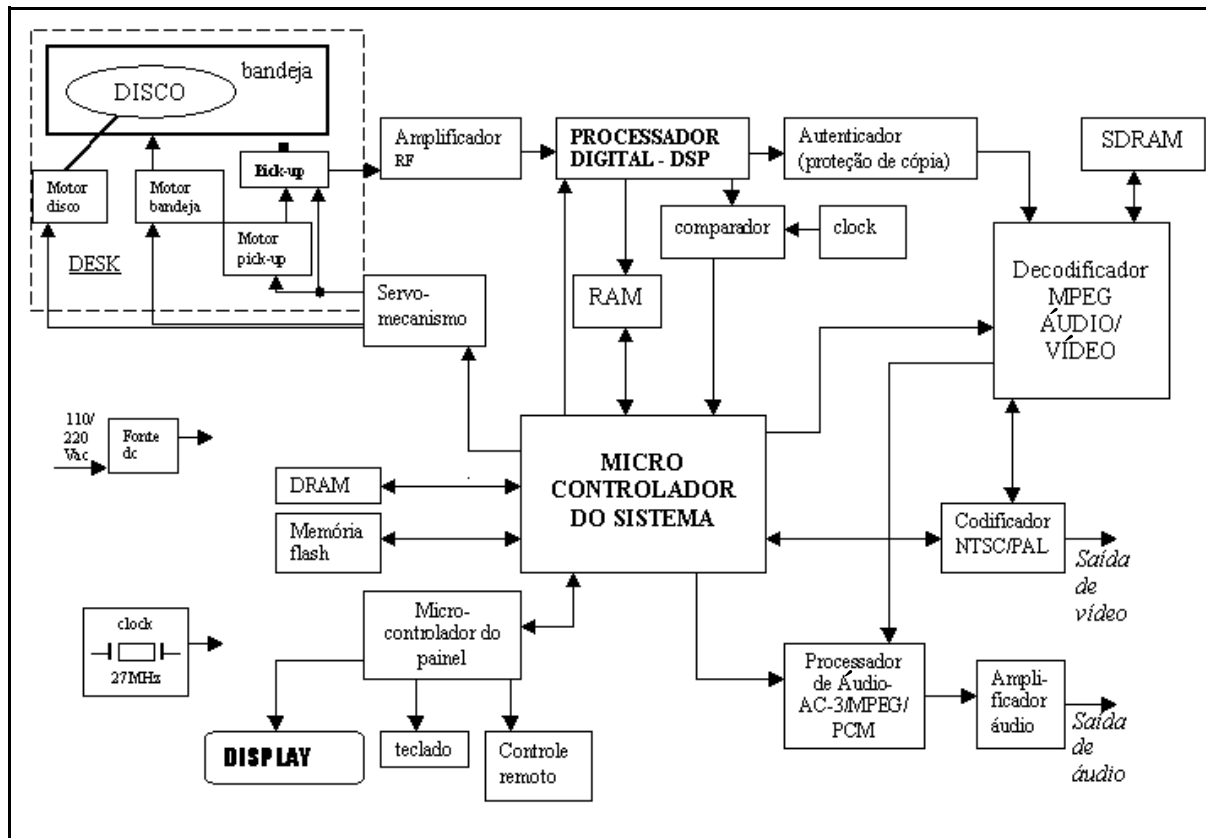 bandeja
DISCO
Pick-up
Motor
disco
Motor
bandeja
Motor
pick-up
DESK
Servo-
mecanismo
Amplificador
RF
PROCESSADOR
DIGITAL - DSP
Autenticador
(proteção de cópia)
SDRAM
comparador
clock
RAM
Decodificador
MPEG
ÁUDIO/
VÍDEO
110/
220
Vac
Fonte
dc
MICRO
CONTROLADOR
DO SISTEMA
DRAM
Memória
flash
Codificador
NTSC/PAL
Saída
de
vídeo
clock
27MHz
Micro-
controlador do
painel
Processador
de Áudio-
AC-3/MPEG/
PCM
Ampli-
ficador
áudio
Saída
de
áudio
DISPLAY
teclado
Controle
remoto